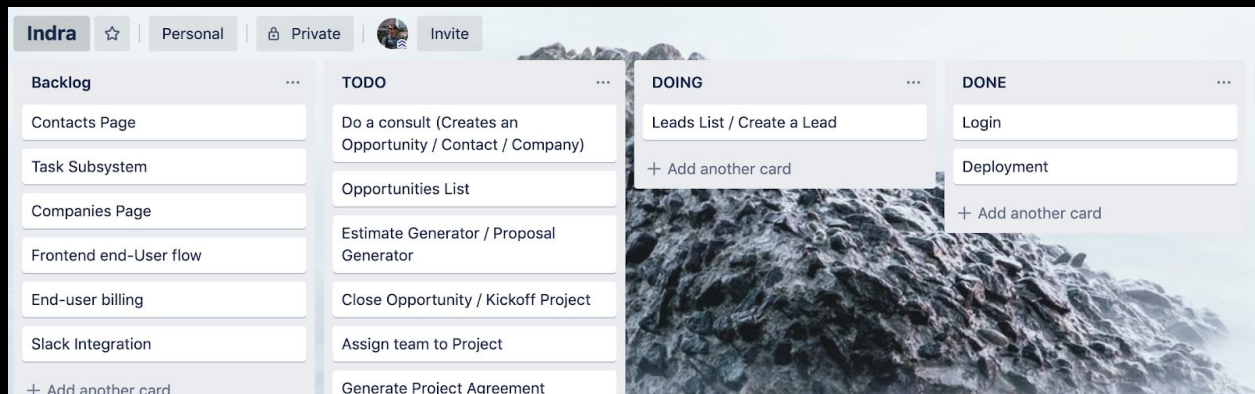 Indra
Personal
Private
Invite
Backlog
Contacts Page
Task Subsystem
Companies Page
Frontend end-User flow
End-user billing
Slack Integration
+ Add another card
TODO
Do a consult (Creates an
Opportunity / Contact / Company)
Opportunities List
Estimate Generator / Proposal
Generator
Close Opportunity / Kickoff Project
Assign team to Project
Generate Project Agreement
DOING
Leads List / Create a Lead
+ Add another card
DONE
Login
Deployment
+ Add another card